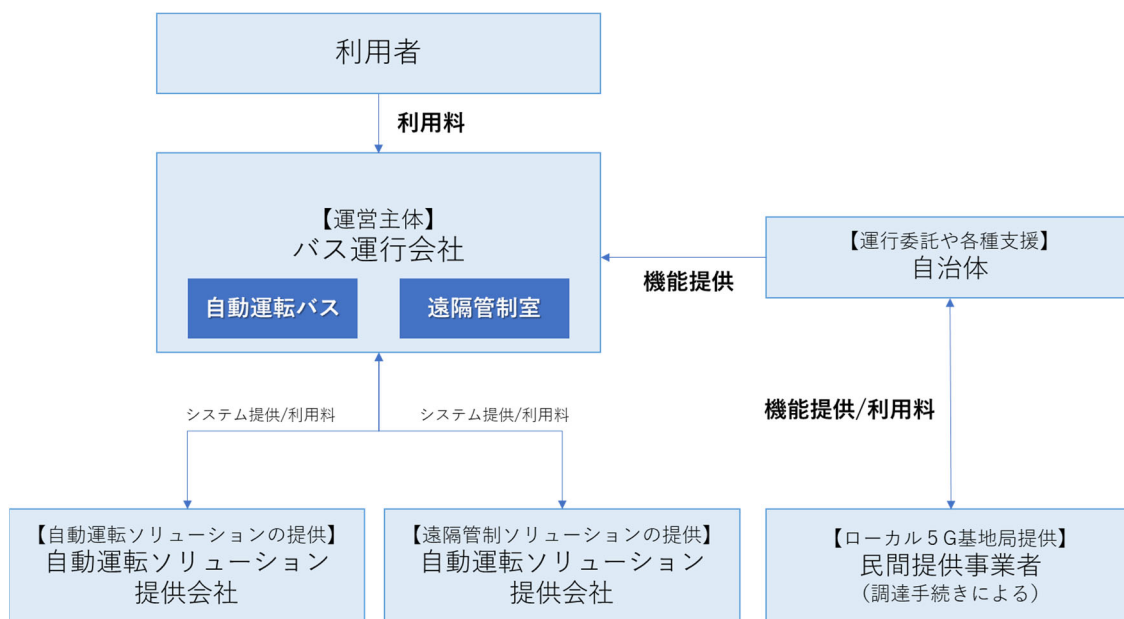 利用者
利用料
【運営主体】
バス運行会社
自動運転バス
遠隔管制室
機能提供
【運行委託や各種支援】
自治体
システム提供/利用料
システム提供/利用料
機能提供/利用料
【自動運転ソリューションの提供】
自動運転ソリューション
提供会社
【遠隔管制ソリューションの提供】
自動運転ソリューション
提供会社
【ローカル５G基地局提供】
民間提供事業者
（調達手続きによる）